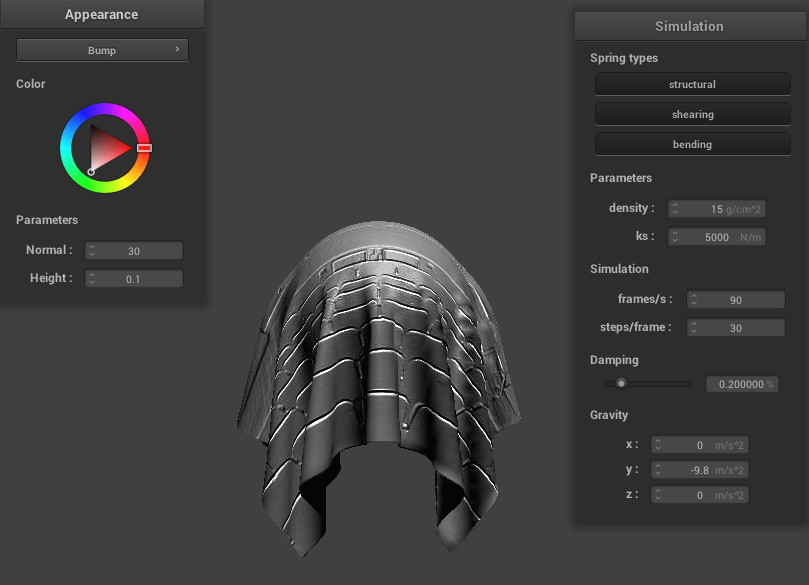 Appearance
Bump
Color
Parameters
Normal :
30
Height :
0.1
Simulation
Spring types
structural
shearing
bending
Parameters
density :
15 g/cm^2
ks :
5000 N/m
Simulation
frames/s :
90
steps/frame :
30
Damping
0.200000 %
Gravity
x :
0 m/s^2
y :
-9.8 m/s^2
z :
0 m/s^2